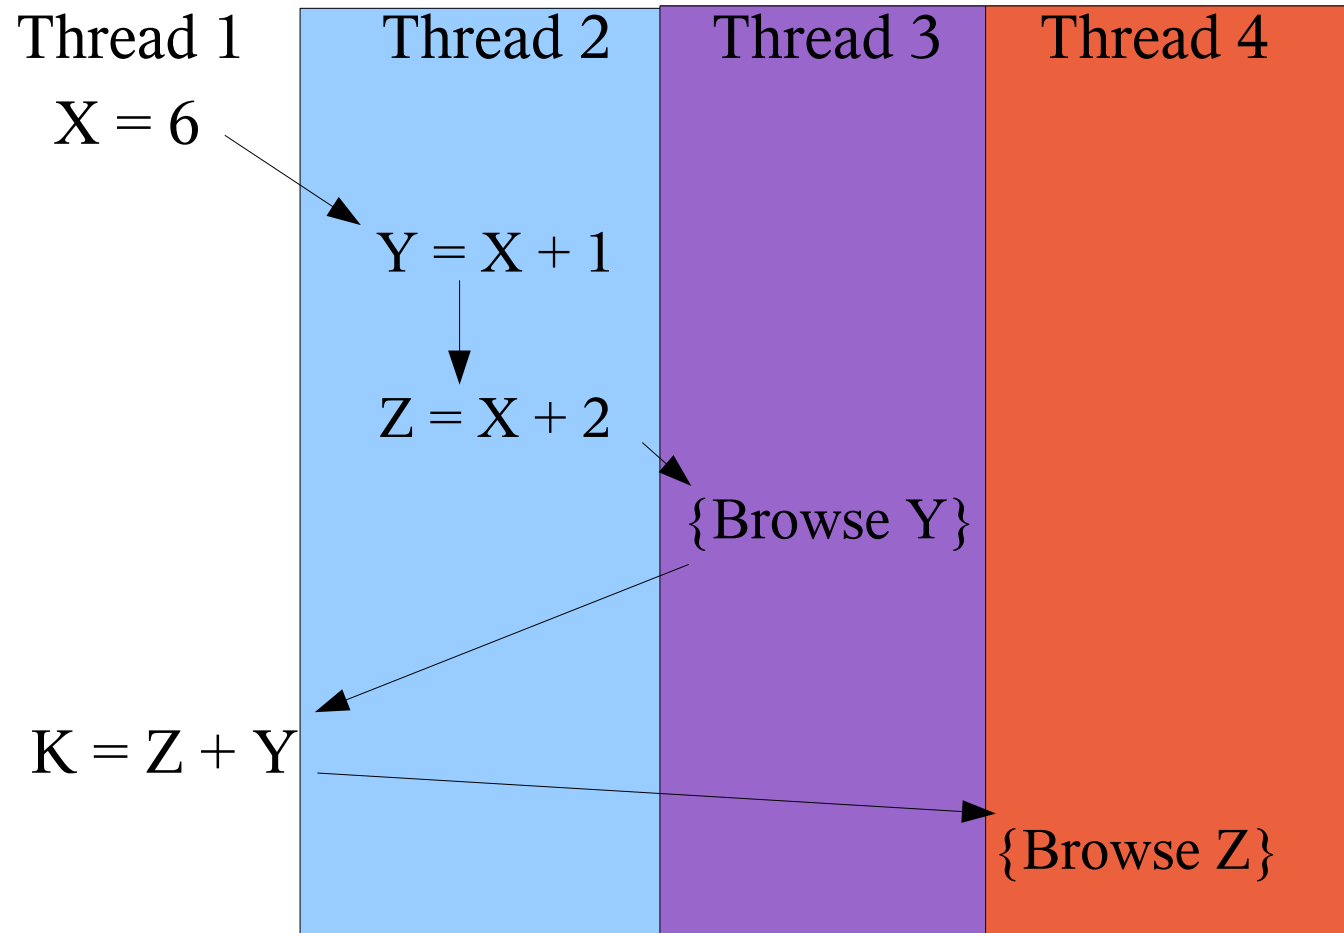 Thread 1 Thread 2 Thread 3 Thread 4
X = 6
Y = X + 1
Z = X + 2
{Browse Y}
K = Z + Y
{Browse Z}